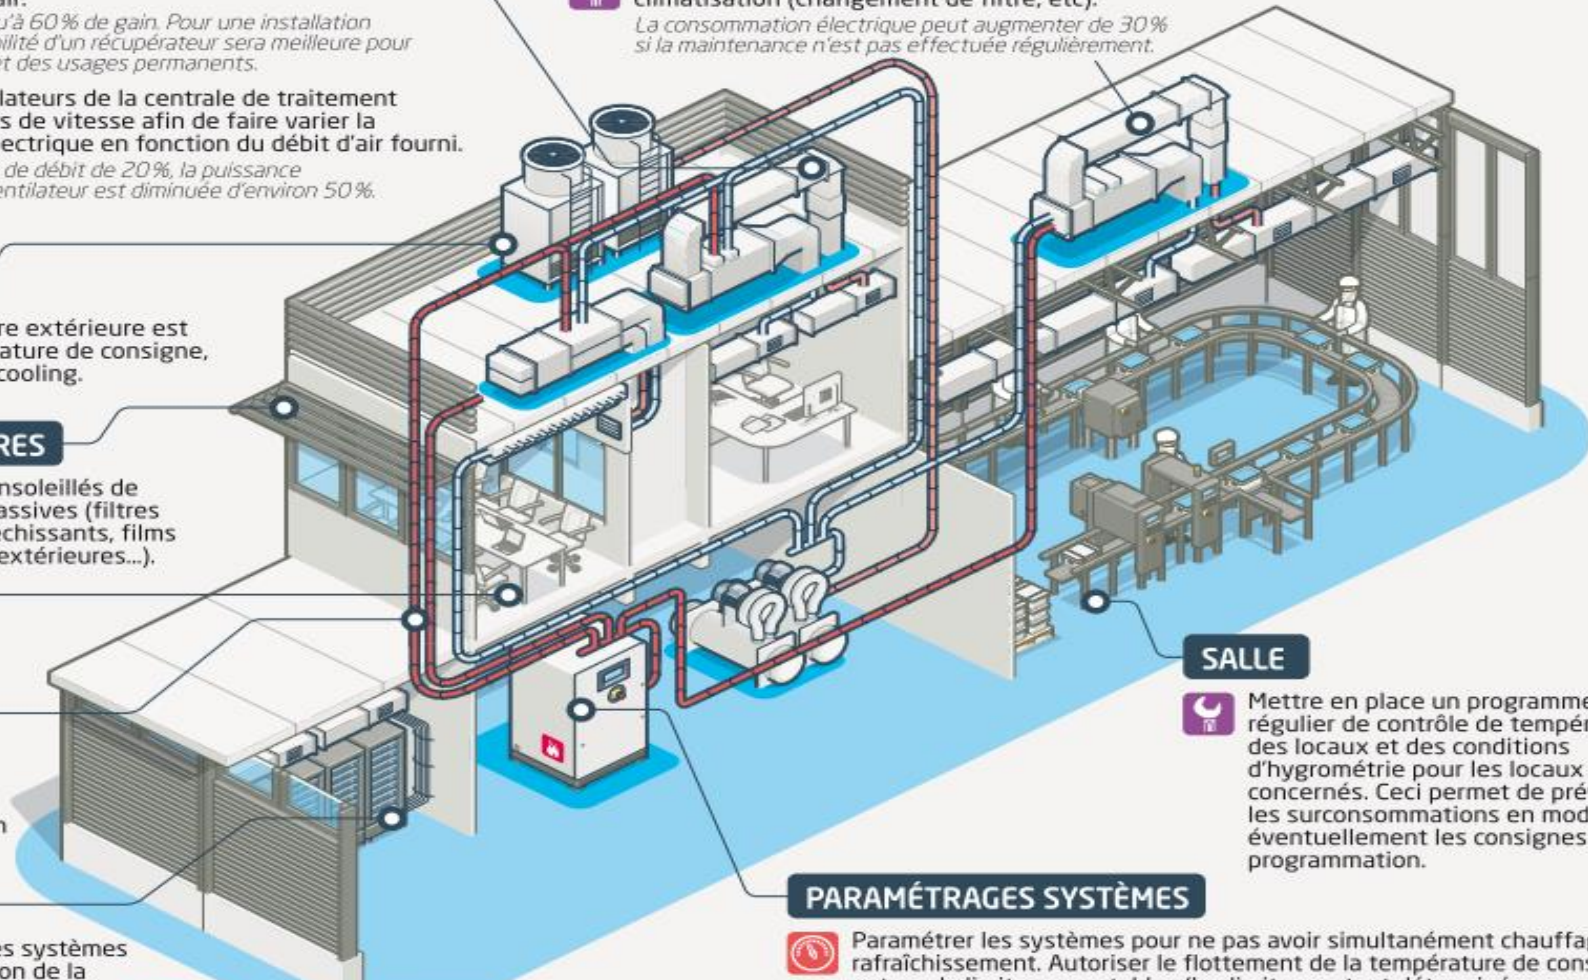 air.
qu'à 60 % de gain. Pour une installation
bilité d'un récupérateur sera meilleure pour
et des usages permanents.
lateurs de la centrale de traitement
s de vitesse afin de faire varier la
lectrique en fonction du débit d'air fourni.
de débit de 20 %, la puissance
entilateur est diminuée d'environ 50 %.
re extérieure est
ature de consigne,
cooling.
RES
nsoleillés de
assives (filtres
échissants, films
extérieures...).
n
es systèmes
on de la
climatisation (changement de filtre, etc).
La consommation électrique peut augmenter de 30 %
si la maintenance n'est pas effectuée régulièrement.
SALLE
Mettre en place un programme
régulier de contrôle de tempér
des locaux et des conditions
d'hygrométrie pour les locaux
concernés. Ceci permet de pré
les surconsommations en mod
éventuellement les consignes
programmation.
PARAMÉTRAGES SYSTÈMES
Paramétrer les systèmes pour ne pas avoir simultanément chauffa
rafraîchissement. Autoriser le flottement de la température de con